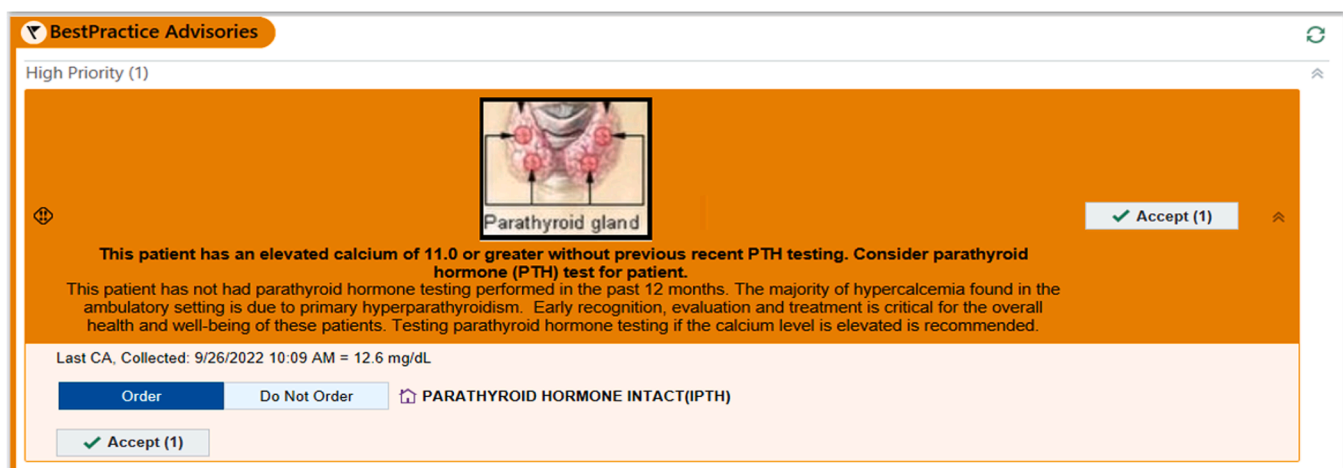 BestPractice Advisories
High Priority (1)
Parathyroid gland
Accept (1)
This patient has an elevated calcium of 11.0 or greater without previous recent PTH testing. Consider parathyroid
hormone (PTH) test for patient.
This patient has not had parathyroid hormone testing performed in the past 12 months. The majority of hypercalcemia found in the
ambulatory setting is due to primary hyperparathyroidism.  Early recognition, evaluation and treatment is critical for the overall
health and well-being of these patients. Testing parathyroid hormone testing if the calcium level is elevated is recommended.
Last CA, Collected: 9/26/2022 10:09 AM = 12.6 mg/dL
Order Do Not Order PARATHYROID HORMONE INTACT(IPTH)
Accept (1)